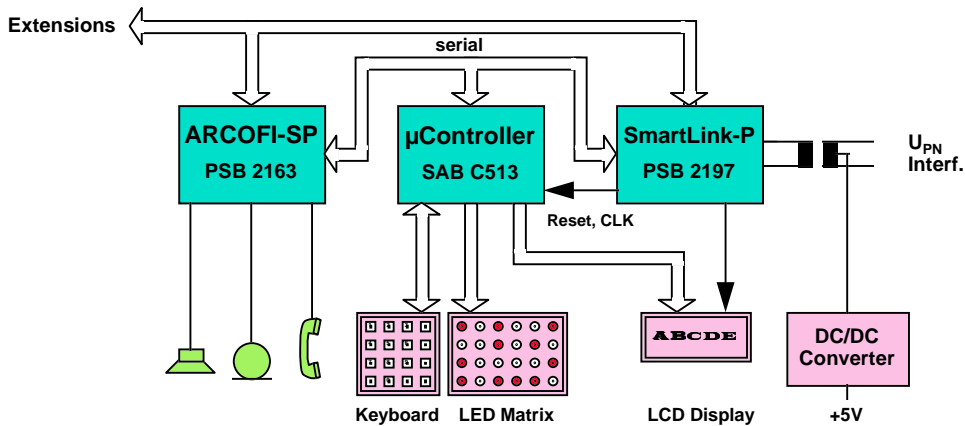 Extensions
serial
ARCOFI-SP
PSB 2163
µController
SAB C513
SmartLink-P
PSB 2197
UPN
Interf.
Reset, CLK
ABCDE
DC/DC
Converter
Keyboard
LED Matrix
LCD Display
+5V